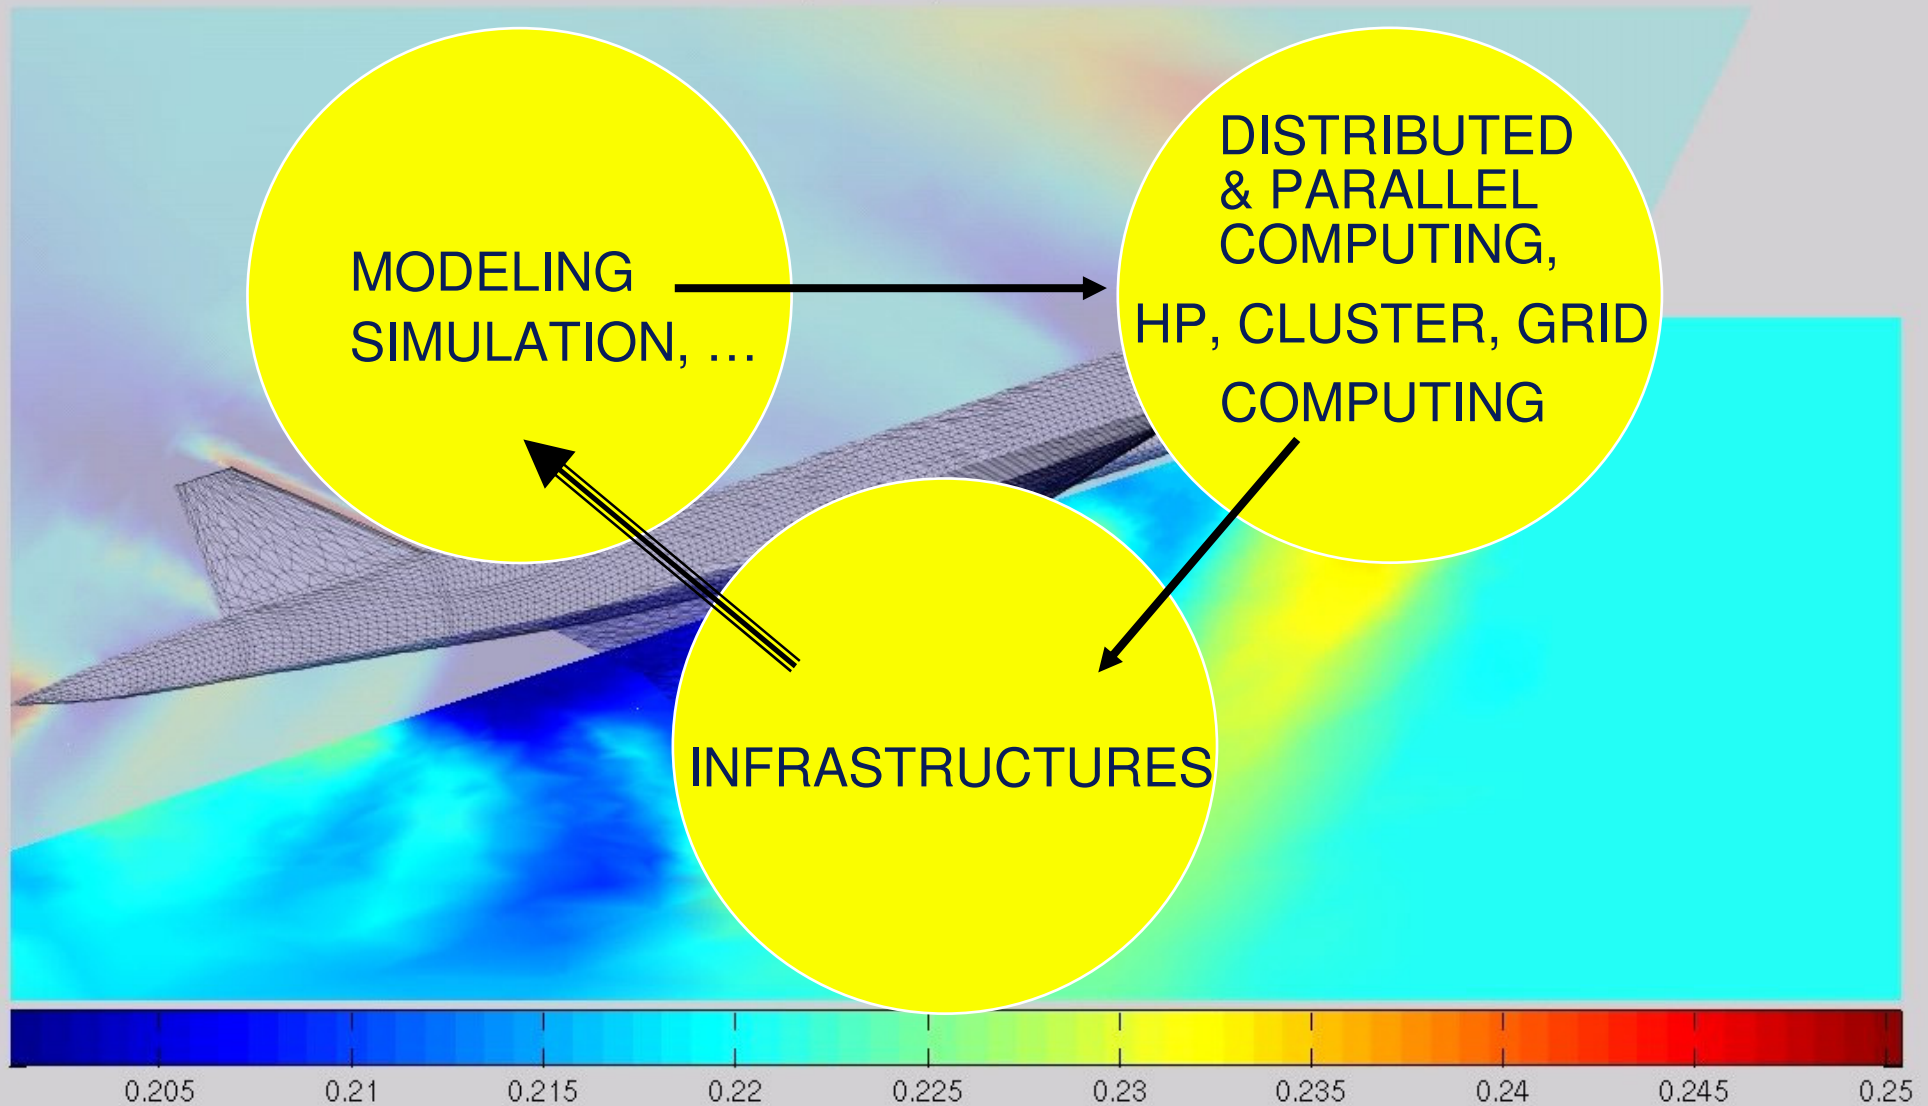 MODELING
SIMULATION, …
DISTRIBUTED
& PARALLEL
COMPUTING,
HP, CLUSTER, GRID
COMPUTING
INFRASTRUCTURES
0.205 0.21 0.215 0.22 0.225 0.23 0.235 0.24 0.245 0.25